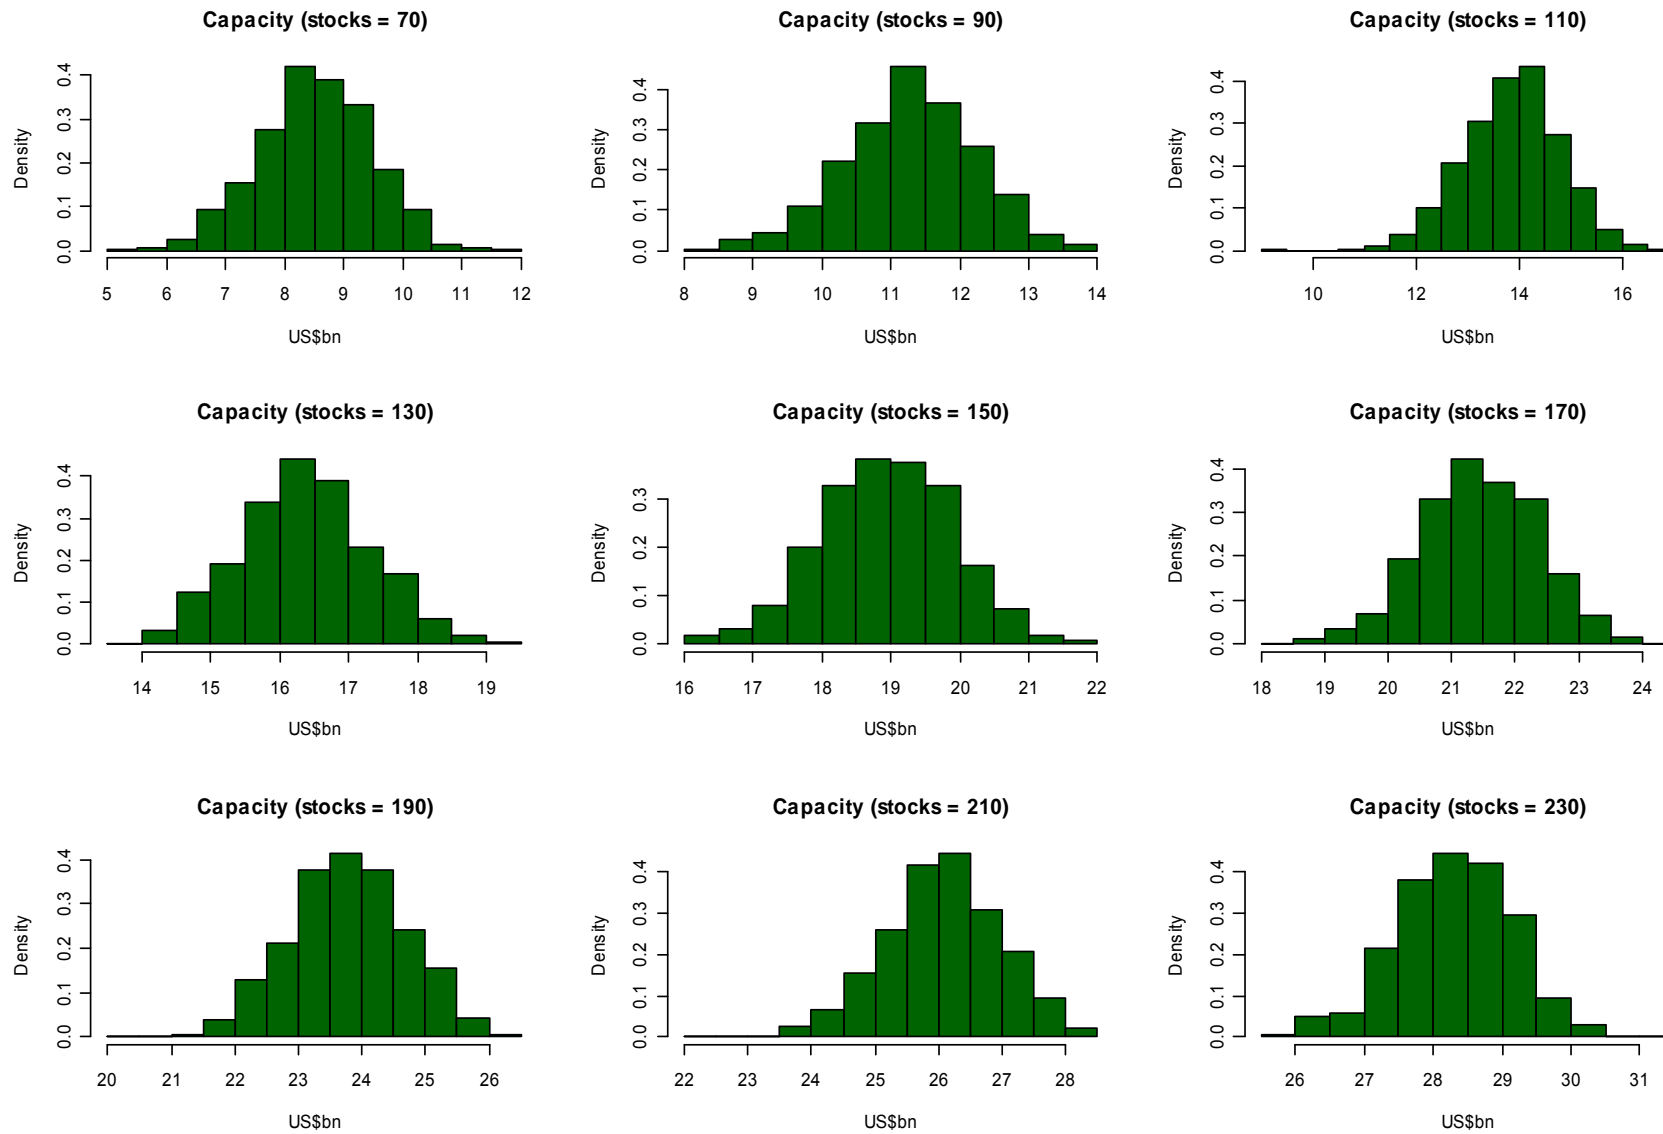 Capacity (stocks = 70)
Density
0.0 0.1 0.2 0.3 0.4
5 6 7 8 9 10 11 12
US$bn
Capacity (stocks = 90)
Density
0.0 0.1 0.2 0.3 0.4
8 9 10 11 12 13 14
US$bn
Capacity (stocks = 110)
Density
0.0 0.1 0.2 0.3 0.4
10 12 14 16
US$bn
Capacity (stocks = 130)
Density
0.0 0.1 0.2 0.3 0.4
14 15 16 17 18 19
US$bn
Capacity (stocks = 150)
Density
0.0 0.1 0.2 0.3
16 17 18 19 20 21 22
US$bn
Capacity (stocks = 170)
Density
0.0 0.1 0.2 0.3 0.4
18 19 20 21 22 23 24
US$bn
Capacity (stocks = 190)
Density
0.0 0.1 0.2 0.3 0.4
20 21 22 23 24 25 26
US$bn
Capacity (stocks = 210)
Density
0.0 0.1 0.2 0.3 0.4
22 23 24 25 26 27 28
US$bn
Capacity (stocks = 230)
Density
0.0 0.1 0.2 0.3 0.4
26 27 28 29 30 31
US$bn